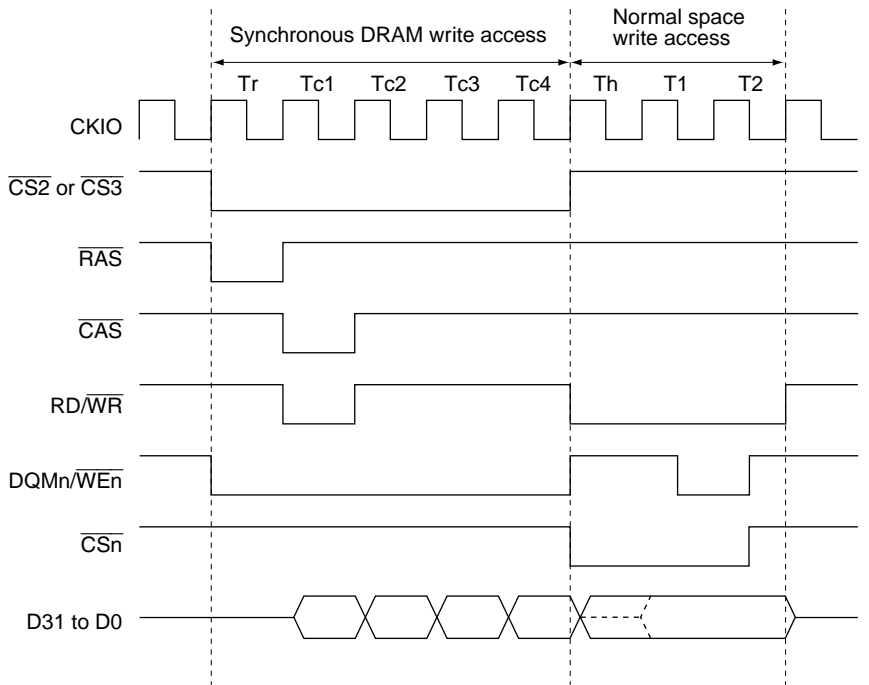 Synchronous DRAM write access
Normal space
write access
Tr Tc1 Tc2 Tc3 Tc4 Th T1 T2
CKIO
CS2 or CS3
RAS
CAS
RD/WR
DQMn/WEn
CSn
D31 to D0